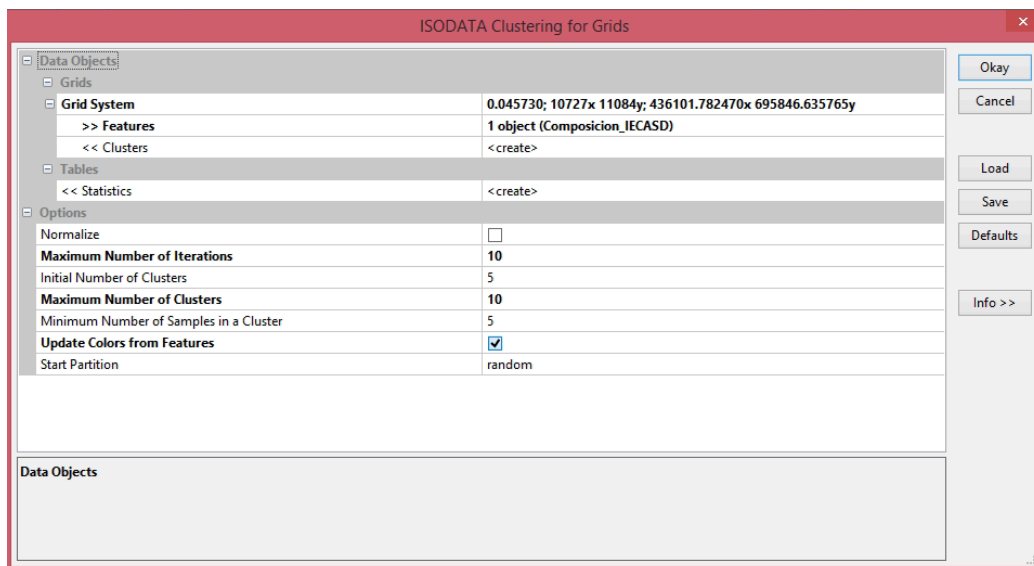 ISODATA Clustering for Grids
Data Objects
Grids
Grid System 0.045730; 10727x 11084y; 436101.782470x 695846.635765y
>> Features 1 object (Composicion_IECASD)
<< Clusters <create>
Tables
<< Statistics <create>
Options
Normalize
Maximum Number of Iterations 10
Initial Number of Clusters 5
Maximum Number of Clusters 10
Minimum Number of Samples in a Cluster 5
Update Colors from Features
Start Partition random
Okay
Cancel
Load
Save
Defaults
Info >>
Data Objects